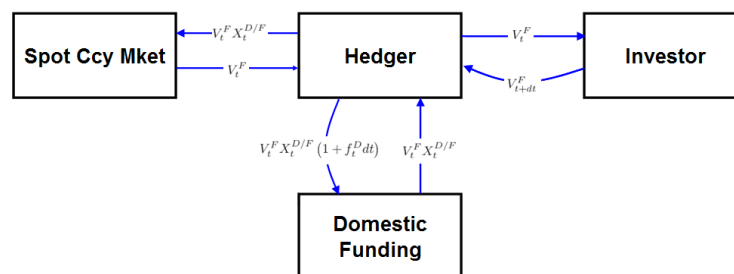 V_t^F X_t^{D/F}
V_t^F
Spot Ccy Mket
Hedger
Investor
V_t^F
V_{t+dt}^F
V_t^F X_t^{D/F} (1 + f_t^D dt)
V_t^F X_t^{D/F}
Domestic
Funding